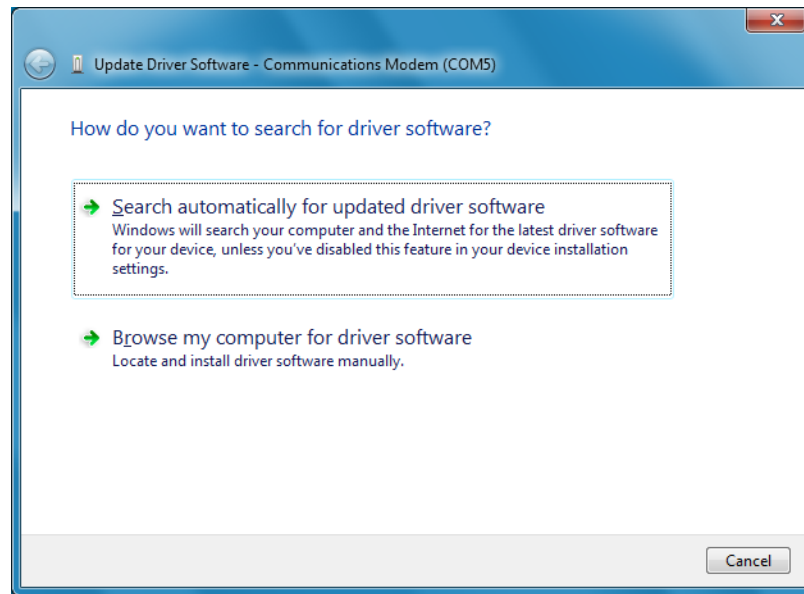 Update Driver Software - Communications Modem (COM5)
How do you want to search for driver software?
Search automatically for updated driver software
Windows will search your computer and the Internet for the latest driver software
for your device, unless you've disabled this feature in your device installation
settings.
Browse my computer for driver software
Locate and install driver software manually.
Cancel